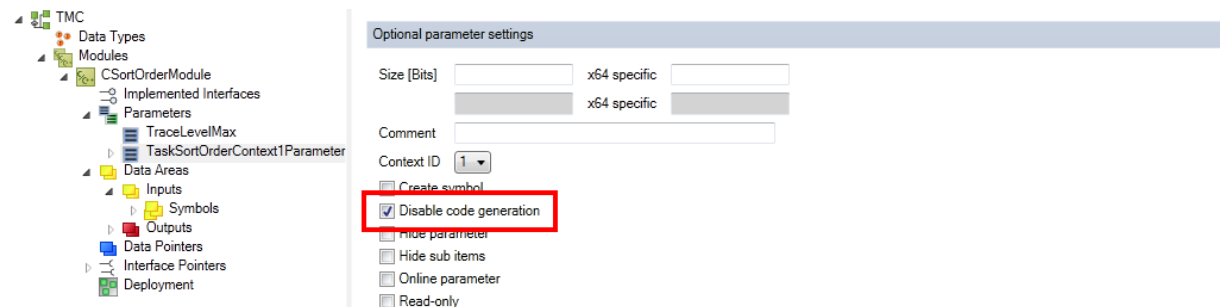 TMC
Data Types
Modules
CSortOrderModule
Implemented Interfaces
Parameters
TraceLevelMax
TaskSortOrderContext1Parameter
Data Areas
Inputs
Symbols
Outputs
Data Pointers
Interface Pointers
Deployment
Optional parameter settings
Size [Bits] x64 specific
x64 specific
Comment
Context ID 1
Create symbol
Disable code generation
Hide parameter
Hide sub items
Online parameter
Read-only